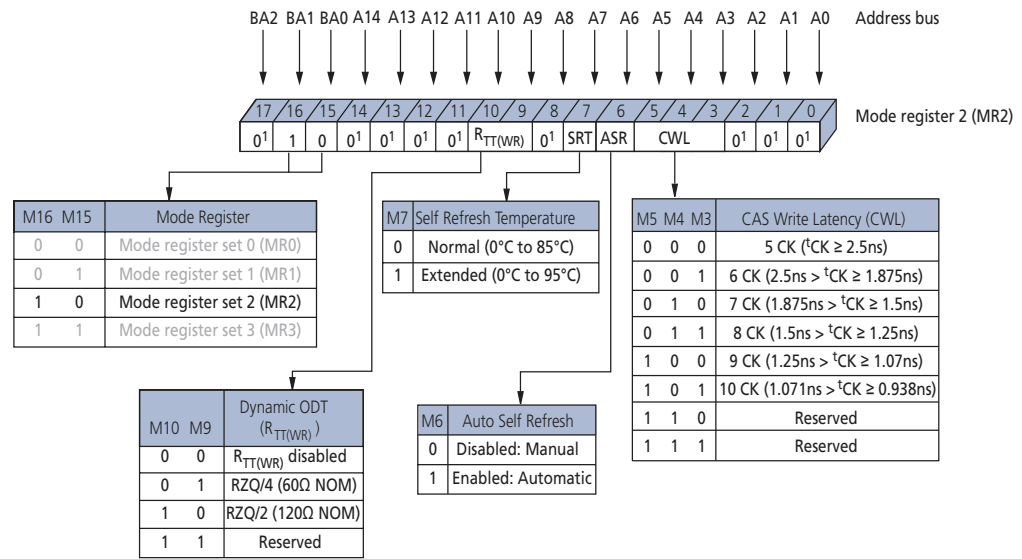 BA2 BA1 BA0 A14 A13 A12 A11 A10 A9 A8 A7 A6 A5 A4 A3 A2 A1 A0 Address bus
17 16 15 14 13 12 11 10 9 8 7 6 5 4 3 2 1 0
Mode register 2 (MR2)
0¹ 1 0 0¹ 0¹ 0¹ 0¹ RTT(WR) 0¹ SRT ASR CWL 0¹ 0¹ 0¹
M16 M15 Mode Register
0 0 Mode register set 0 (MR0)
0 1 Mode register set 1 (MR1)
1 0 Mode register set 2 (MR2)
1 1 Mode register set 3 (MR3)
M7 Self Refresh Temperature
0 Normal (0°C to 85°C)
1 Extended (0°C to 95°C)
M5 M4 M3 CAS Write Latency (CWL)
0 0 0 5 CK (ᵗCK ≥ 2.5ns)
0 0 1 6 CK (2.5ns > ᵗCK ≥ 1.875ns)
0 1 0 7 CK (1.875ns > ᵗCK ≥ 1.5ns)
0 1 1 8 CK (1.5ns > ᵗCK ≥ 1.25ns)
1 0 0 9 CK (1.25ns > ᵗCK ≥ 1.07ns)
1 0 1 10 CK (1.071ns > ᵗCK ≥ 0.938ns)
1 1 0 Reserved
1 1 1 Reserved
M10 M9 Dynamic ODT
(RTT(WR) )
0 0 RTT(WR) disabled
0 1 RZQ/4 (60Ω NOM)
1 0 RZQ/2 (120Ω NOM)
1 1 Reserved
M6 Auto Self Refresh
0 Disabled: Manual
1 Enabled: Automatic